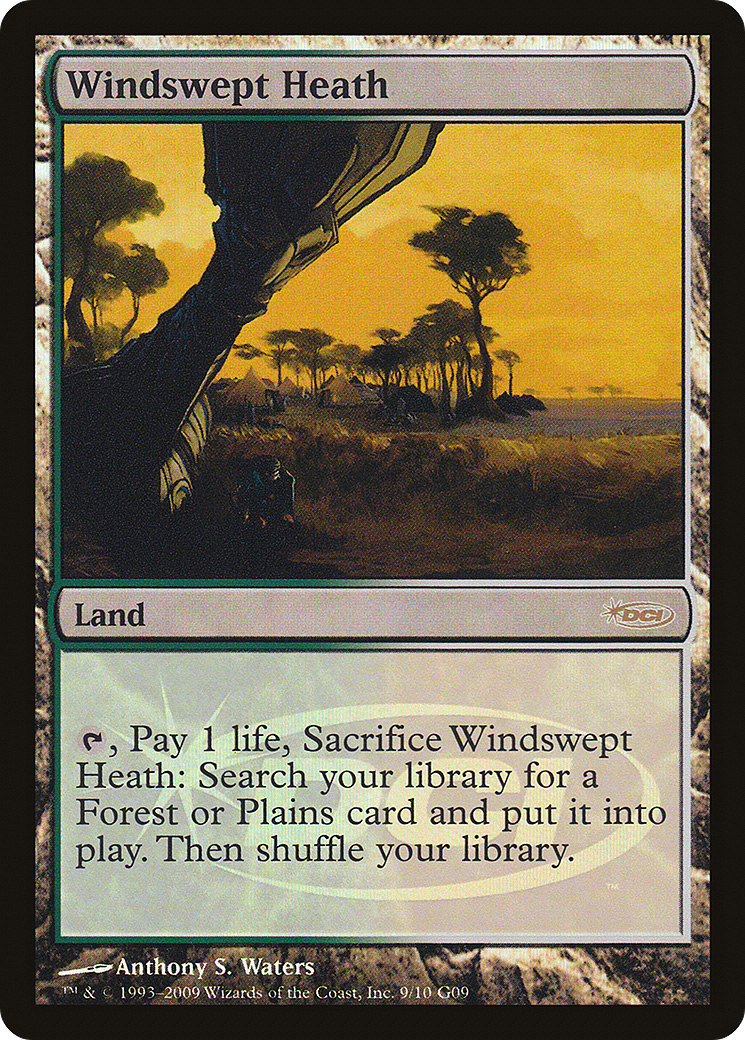 Windswept Heath
Land
DCI
, Pay 1 life, Sacrifice Windswept
Heath: Search your library for a
Forest or Plains card and put it into
play. Then shuffle your library.
DCI
™
Anthony S. Waters
™ & © 1993–2009 Wizards of the Coast, Inc. 9/10 G09